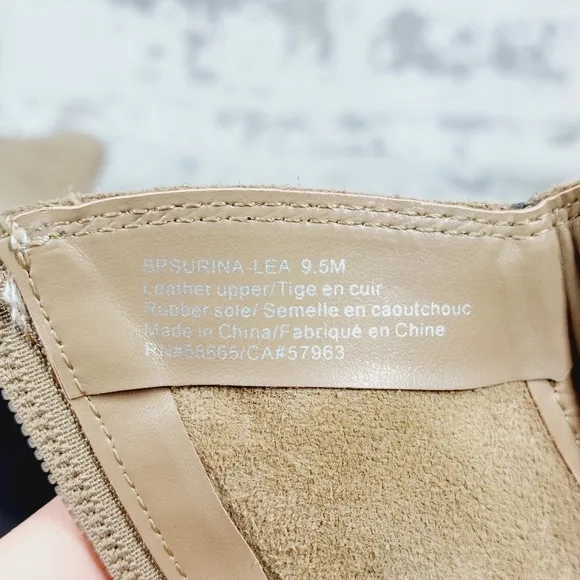 BPSURINA-LEA 9.5M
Leather upper/Tige en cuir
Rubber sole/ Semelle en caoutchouc
Made in China/Fabriqué en Chine
RN#58665/CA#57963